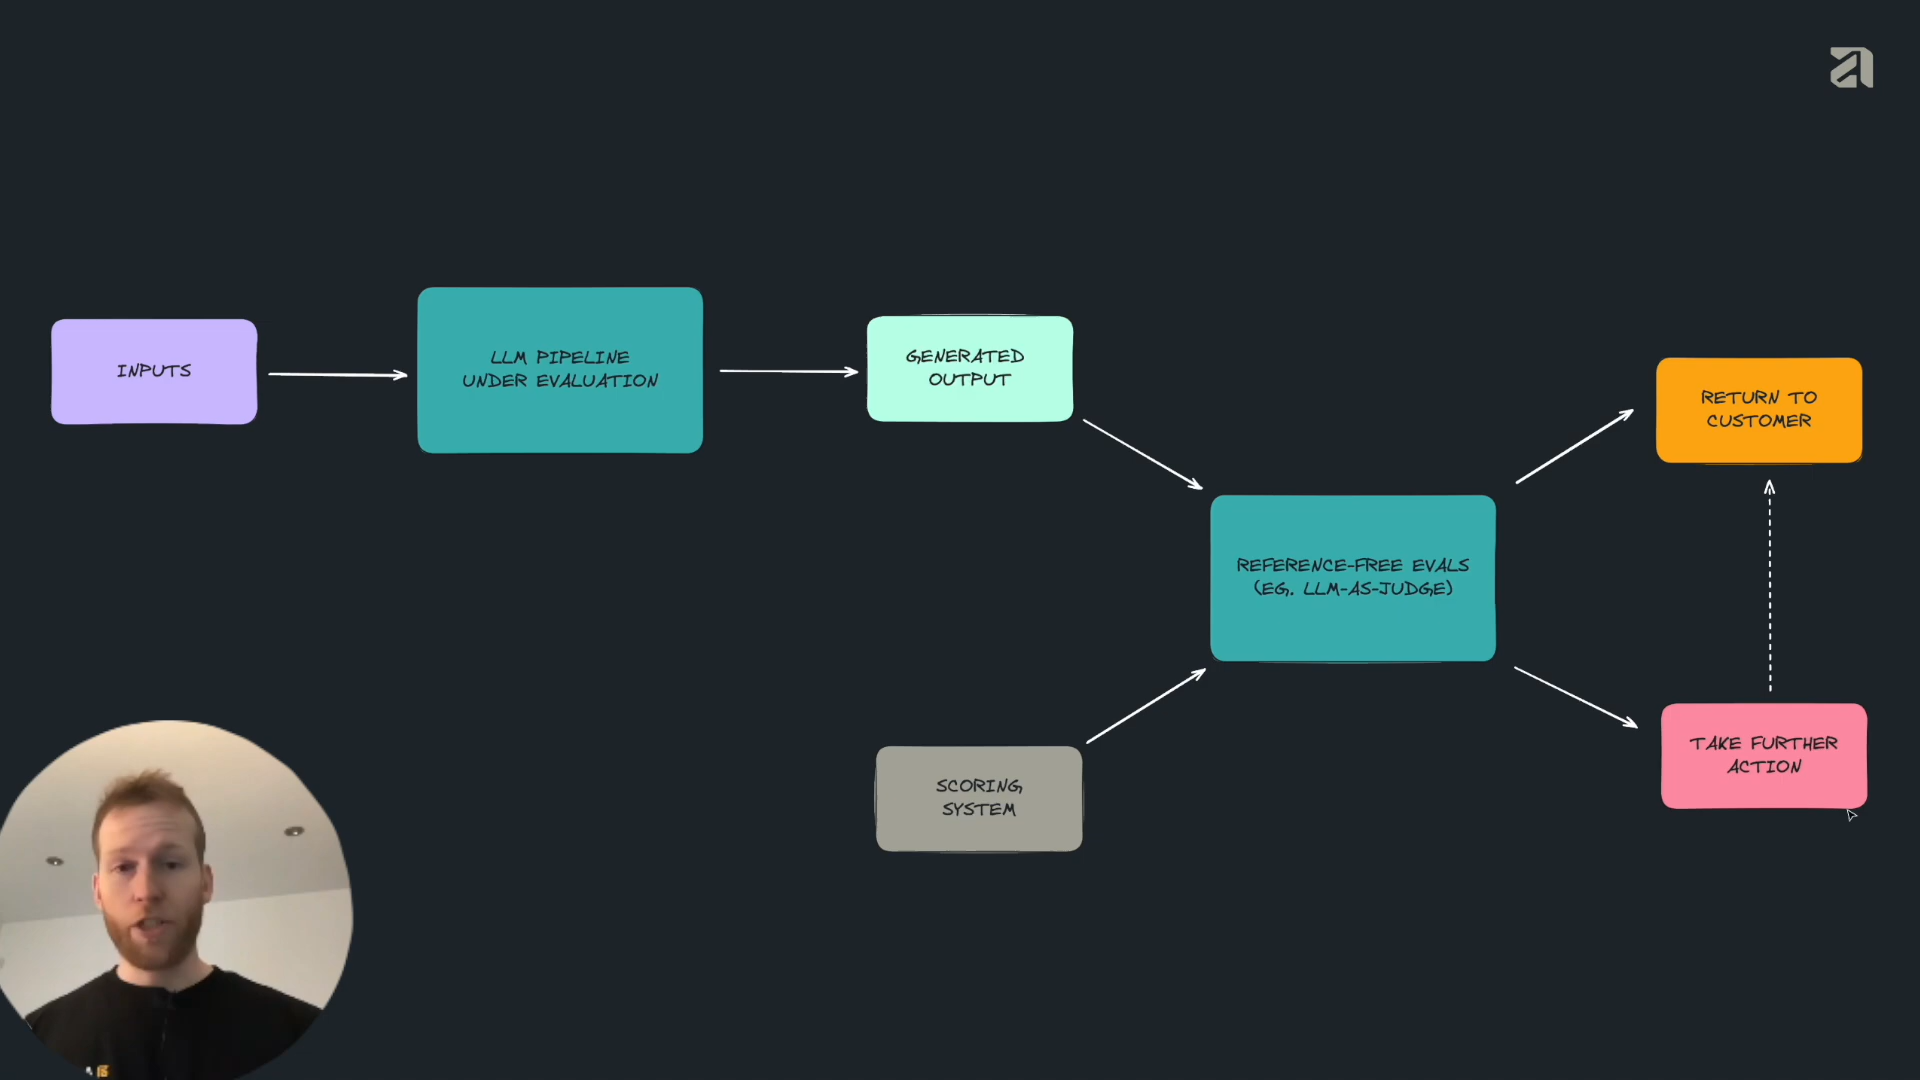 INPUTS
LLM PIPELINE
UNDER EVALUATION
GENERATED
OUTPUT
RETURN TO
CUSTOMER
REFERENCE-FREE EVALS
(EG. LLM-AS-JUDGE)
TAKE FURTHER
ACTION
SCORING
SYSTEM